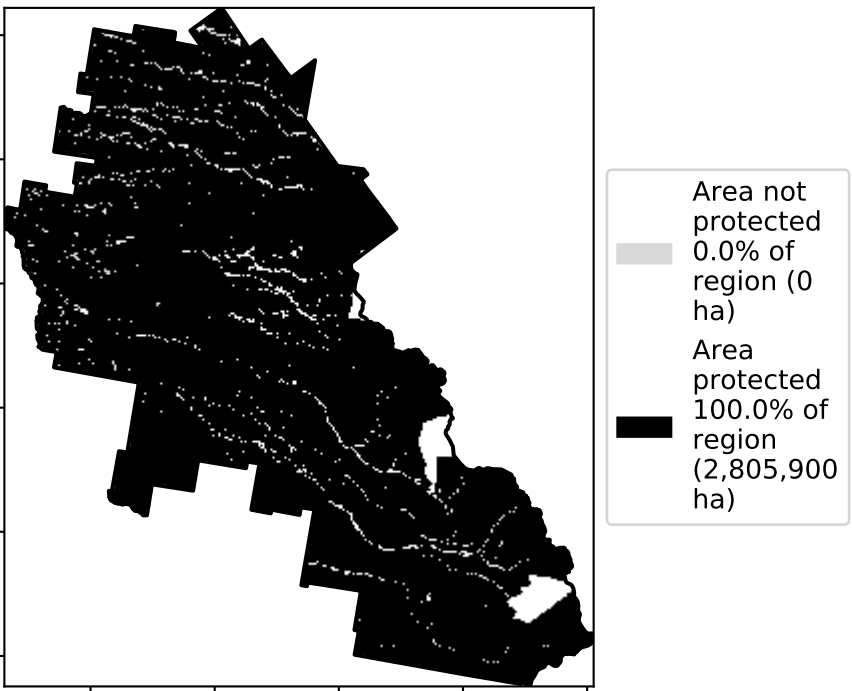 Area not
protected
0.0% of
region (0
ha)
Area
protected
100.0% of
region
(2,805,900
ha)